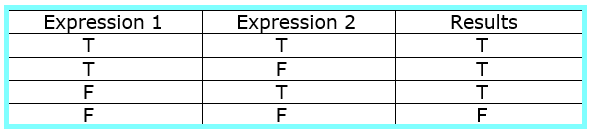 Expression 1 Expression 2 Results
T T T
T F T
F T T
F F F